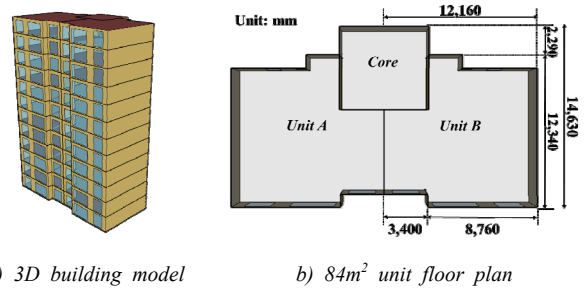 Unit: mm
12,160
2,290
Core
14,630
12,340
Unit A
Unit B
3,400
8,760
) 3D building model
b) 84m² unit floor plan